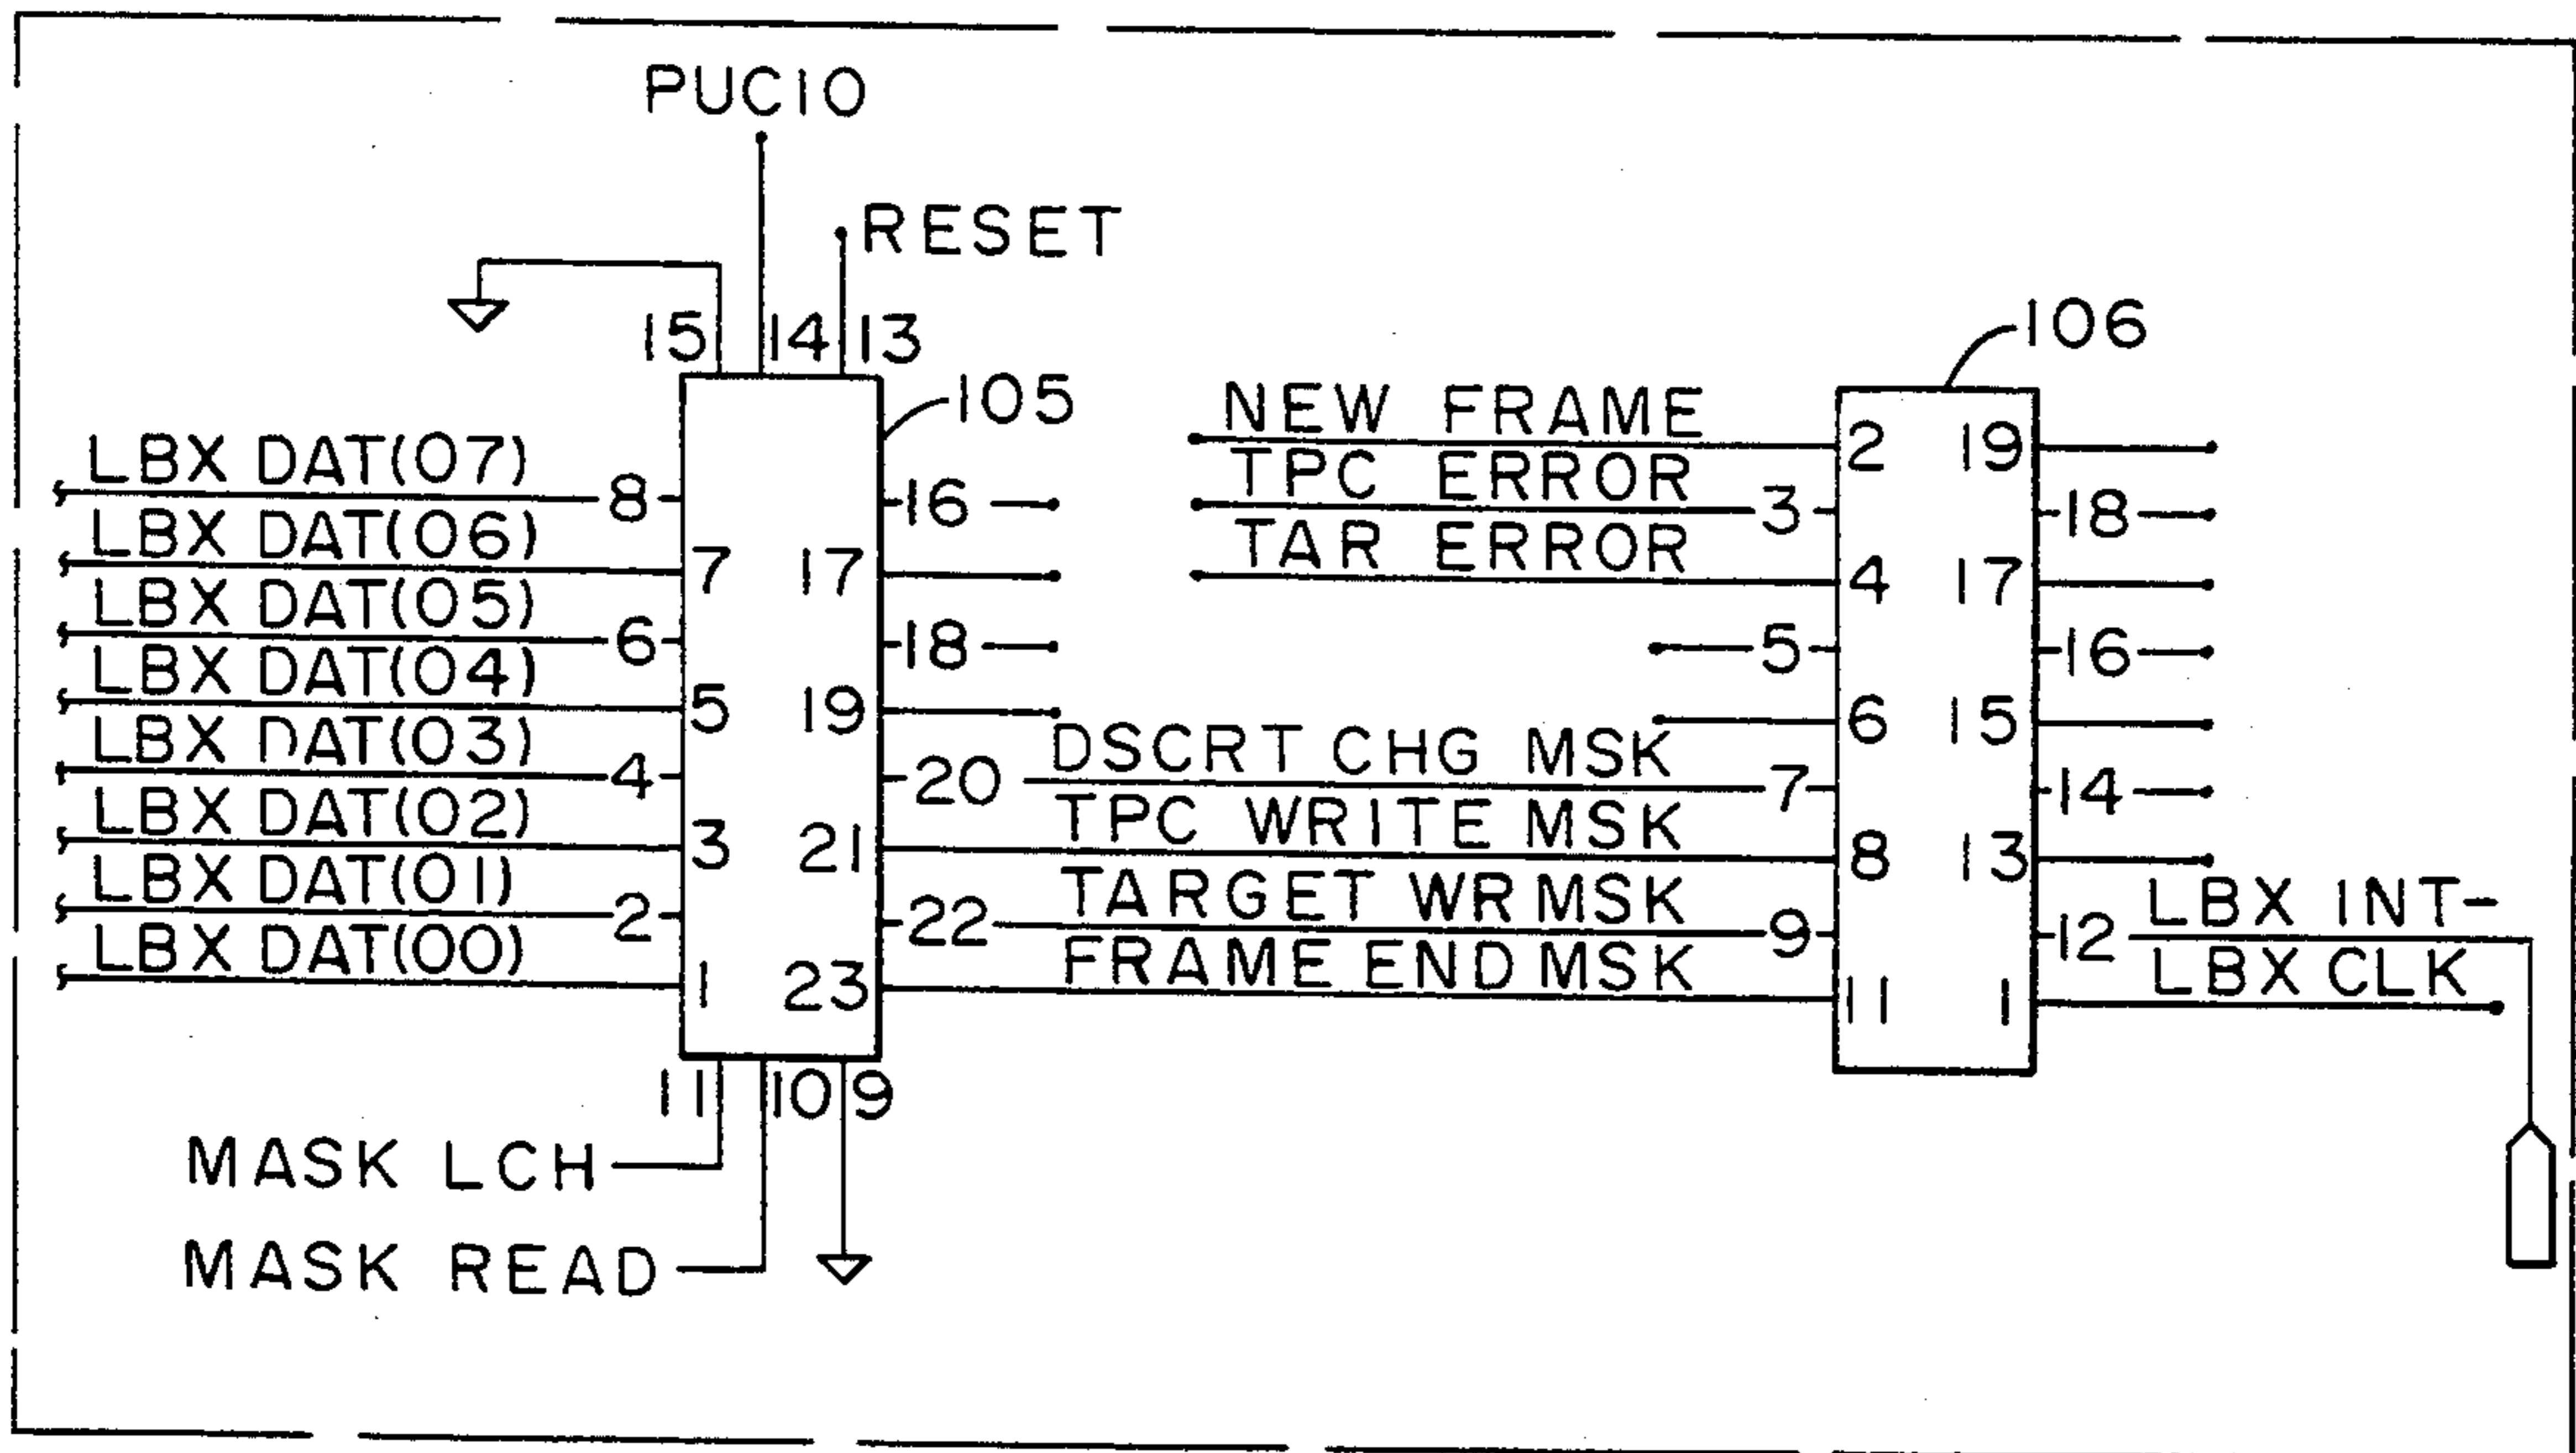 PUC10
RESET
15 14 13
105
106
LBX DAT(07) 8
LBX DAT(06) 7
LBX DAT(05) 6
LBX DAT(04) 5
LBX DAT(03) 4
LBX DAT(02) 3
LBX DAT(01) 2
LBX DAT(00) 1
16
17
18
19
20
21
22
23
11 10 9
MASK LCH
MASK READ
NEW FRAME 2
TPC ERROR 3
TAR ERROR 4
5
6
DSCRT CHG MSK 7
TPC WRITE MSK 8
TARGET WR MSK 9
FRAME END MSK 11
19
18
17
16
15
14
13
12 LBX INT-
1 LBX CLK